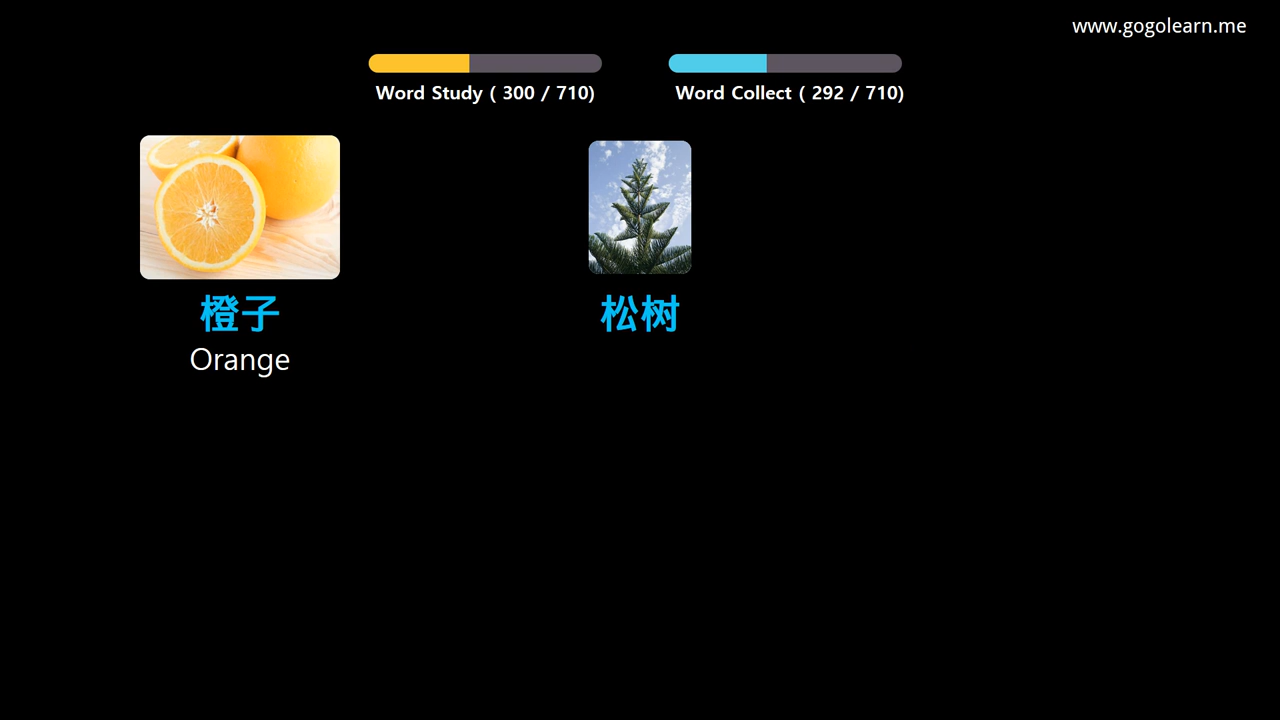 www.gogolearn.me
Word Study ( 300 / 710)
Word Collect ( 292 / 710)
橙子
Orange
松树